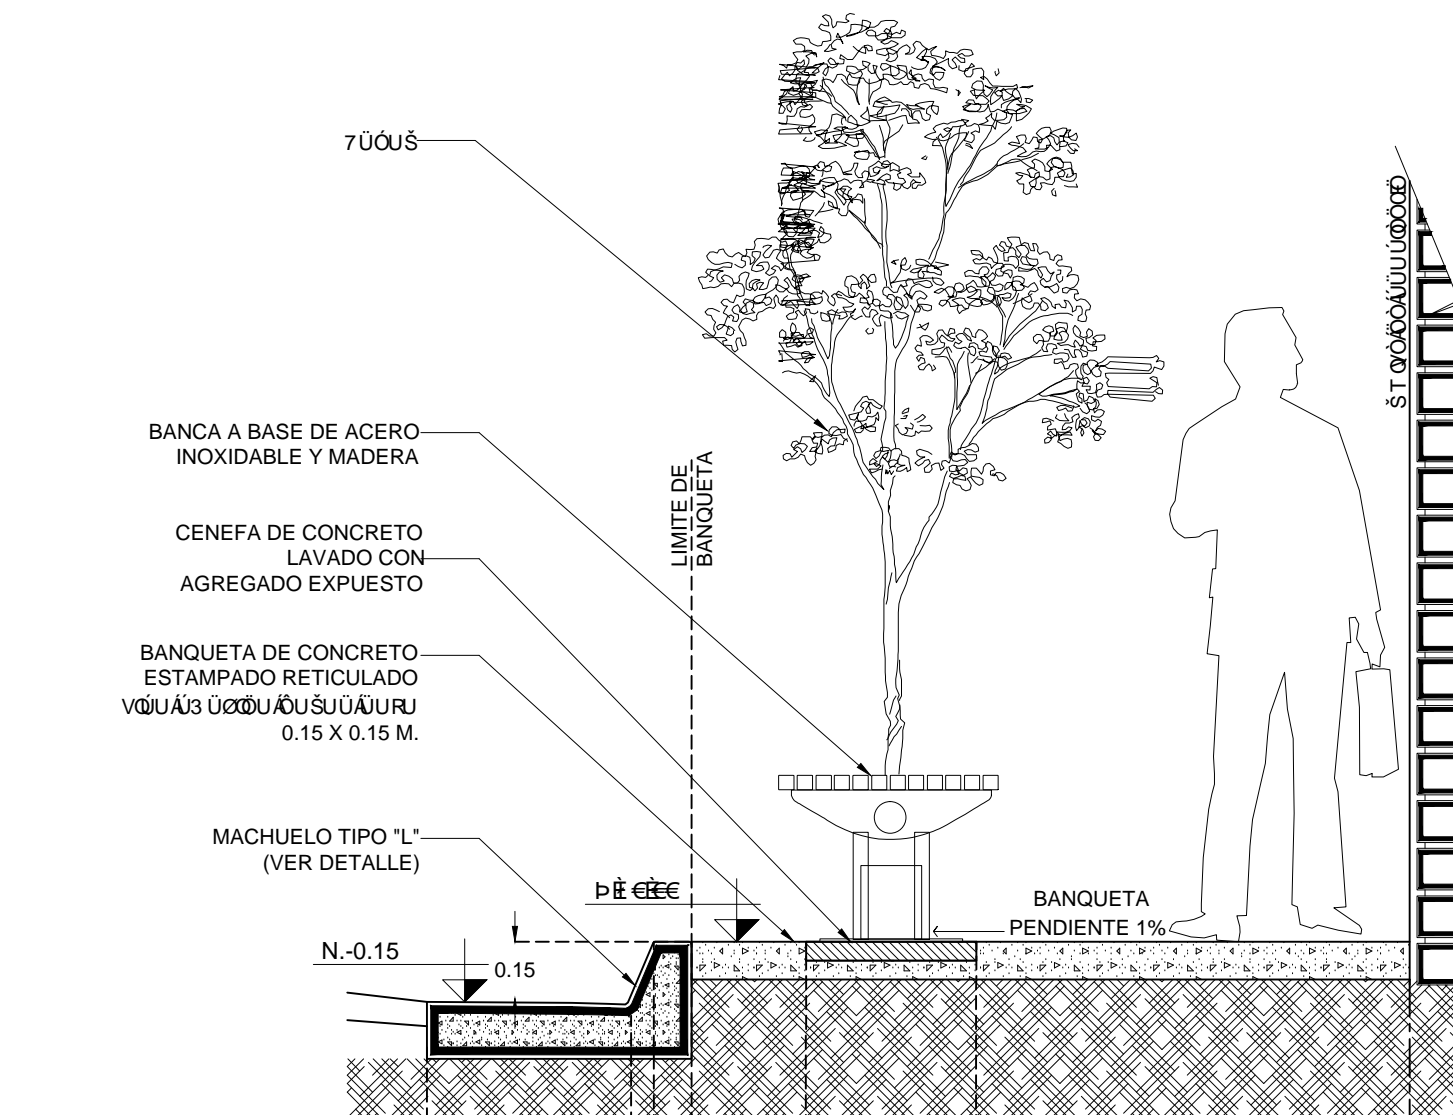 BANCA A BASE DE ACERO
INOXIDABLE Y MADERA
LIMITE DE
BANQUETA
CENEFA DE CONCRETO
LAVADO CON
AGREGADO EXPUESTO
BANQUETA DE CONCRETO
ESTAMPADO RETICULADO
0.15 X 0.15 M.
MACHUELO TIPO "L"
(VER DETALLE)
BANQUETA
PENDIENTE 1%
N.-0.15
0.15